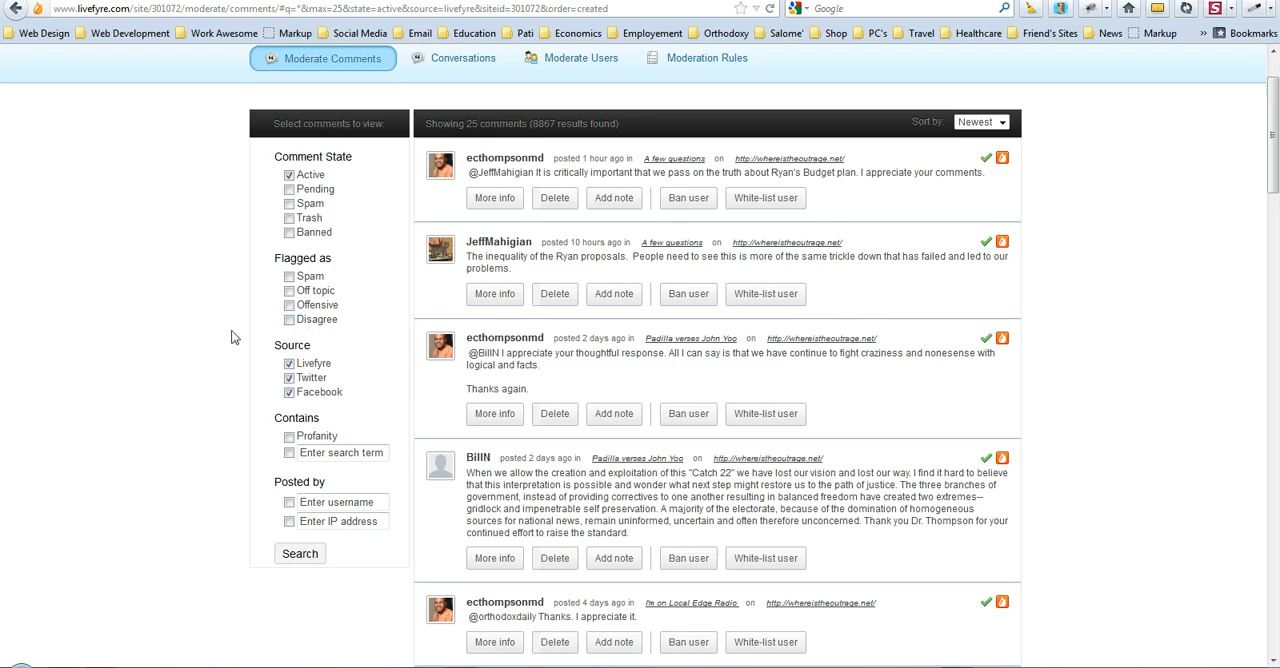 www.livefyre.com/site/301072/moderate/comments/#q=*&max=25&state=active&source=livefyre&siteid=301072&order=created
Google
Web Design Web Development Work Awesome Markup Social Media Email Education Pati Economics Employement Orthodoxy Salome' Shop PC's Travel Healthcare Friend's Sites News Markup » Bookmarks
Moderate Comments Conversations Moderate Users Moderation Rules
Select comments to view:
Showing 25 comments (8867 results found)
Sort by: Newest
Comment State
Active
Pending
Spam
Trash
Banned
Flagged as
Spam
Off topic
Offensive
Disagree
Source
Livefyre
Twitter
Facebook
Contains
Profanity
Enter search term
Posted by
Enter username
Enter IP address
Search
ecthompsonmd posted 1 hour ago in A few questions on http://whereistheoutrage.net/
@JeffMahigian It is critically important that we pass on the truth about Ryan's Budget plan. I appreciate your comments.
More info Delete Add note Ban user White-list user
JeffMahigian posted 10 hours ago in A few questions on http://whereistheoutrage.net/
The inequality of the Ryan proposals. People need to see this is more of the same trickle down that has failed and led to our
problems.
More info Delete Add note Ban user White-list user
ecthompsonmd posted 2 days ago in Padilla verses John Yoo on http://whereistheoutrage.net/
@BillN I appreciate your thoughtful response. All I can say is that we have continue to fight craziness and nonesense with
logical and facts.
Thanks again.
More info Delete Add note Ban user White-list user
BillN posted 2 days ago in Padilla verses John Yoo on http://whereistheoutrage.net/
When we allow the creation and exploitation of this "Catch 22" we have lost our vision and lost our way. I find it hard to believe
that this interpretation is possible and wonder what next step might restore us to the path of justice. The three branches of
government, instead of providing correctives to one another resulting in balanced freedom have created two extremes--
gridlock and impenetrable self preservation. A majority of the electorate, because of the domination of homogeneous
sources for national news, remain uninformed, uncertain and often therefore unconcerned. Thank you Dr. Thompson for your
continued effort to raise the standard.
More info Delete Add note Ban user White-list user
ecthompsonmd posted 4 days ago in I'm on Local Edge Radio. on http://whereistheoutrage.net/
@orthodoxdaily Thanks. I appreciate it.
More info Delete Add note Ban user White-list user